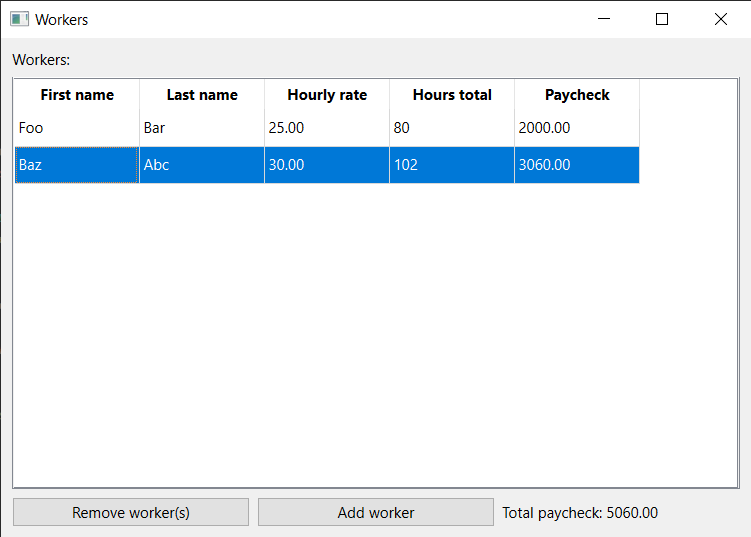 Workers
Workers:
First name Last name Hourly rate Hours total Paycheck
Foo Bar 25.00 80 2000.00
Baz Abc 30.00 102 3060.00
Remove worker(s) Add worker Total paycheck: 5060.00